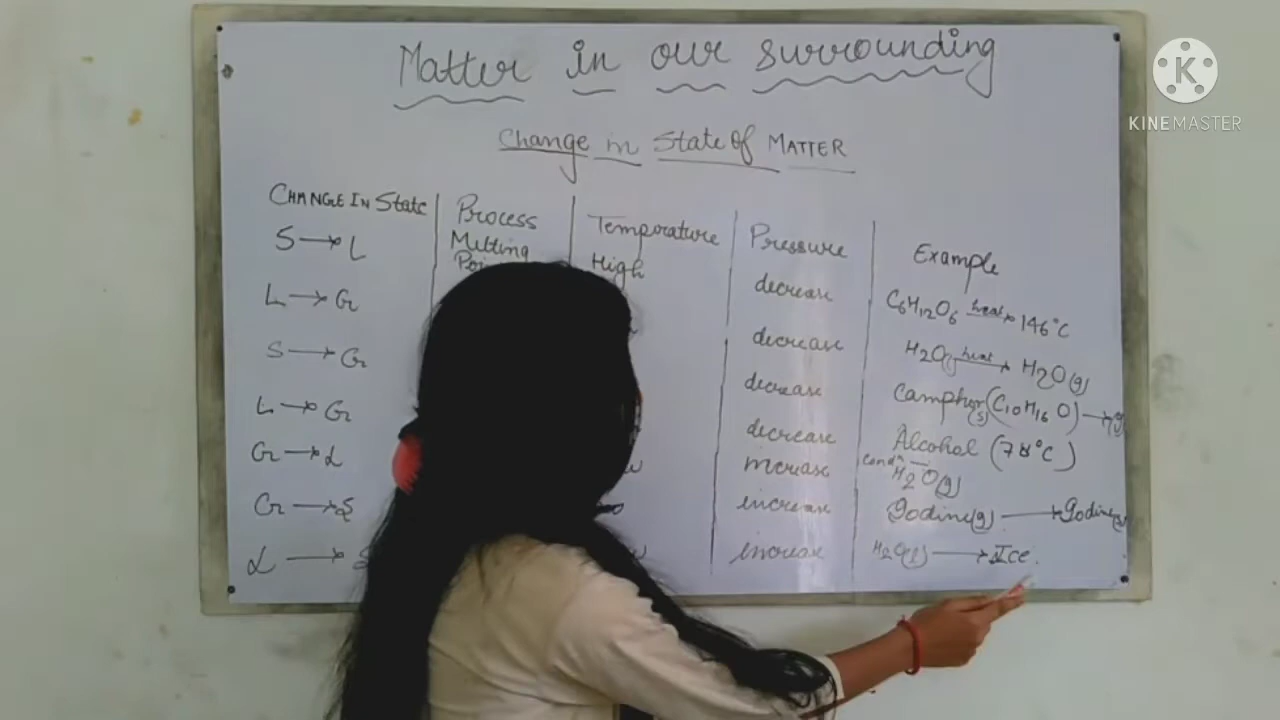 Matter in our surrounding
Change in State of MATTER
CHANGE IN State Process Temporature Pressure Example
S → L Melting High decrease C6H12O6 heat→ 146°C
L → G decrease H2O heat→ H2O(g)
S → G decrease Camphor(s) (C10H16O) →
L → G decrease Alcohal (78°C)
G → L increase H2O(g)
G → S increase Iodine(g) → Iodine
L → S increase H2O(l) → Ice.
KINEMASTER